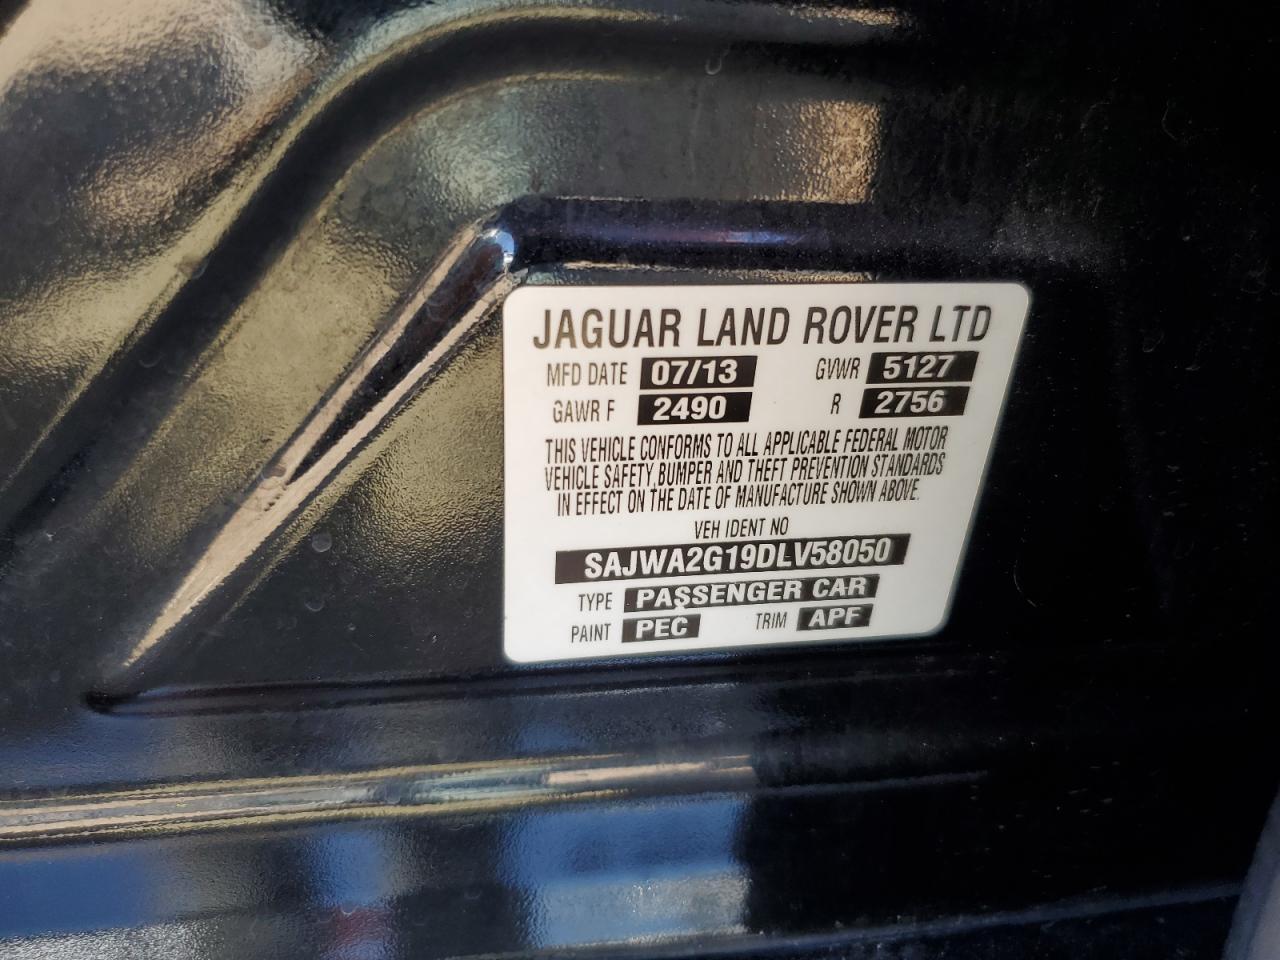 JAGUAR LAND ROVER LTD
MFD DATE 07/13 GVWR 5127
GAWR F 2490 R 2756
THIS VEHICLE CONFORMS TO ALL APPLICABLE FEDERAL MOTOR
VEHICLE SAFETY, BUMPER AND THEFT PREVENTION STANDARDS
IN EFFECT ON THE DATE OF MANUFACTURE SHOWN ABOVE.
VEH IDENT NO
SAJWA2G19DLV58050
TYPE PASSENGER CAR
PAINT PEC TRIM APF